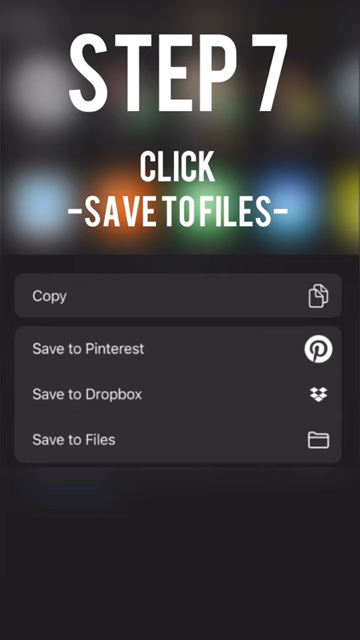 STEP 7
CLICK
-SAVE TO FILES-
Copy
Save to Pinterest
Save to Dropbox
Save to Files